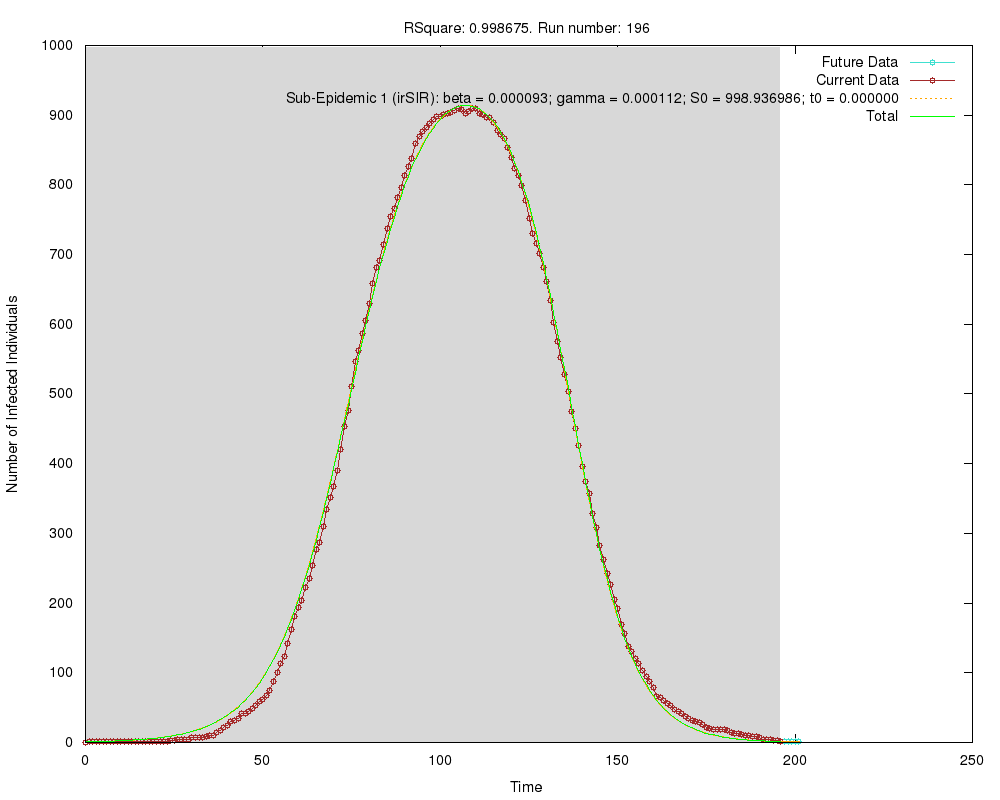 RSquare: 0.998675. Run number: 196
1000
900
800
700
600
500
400
300
200
100
0
Number of Infected Individuals
Future Data
Current Data
Sub-Epidemic 1 (irSIR): beta = 0.000093; gamma = 0.000112; S0 = 998.936986; t0 = 0.000000
Total
0 50 100 150 200 250
Time